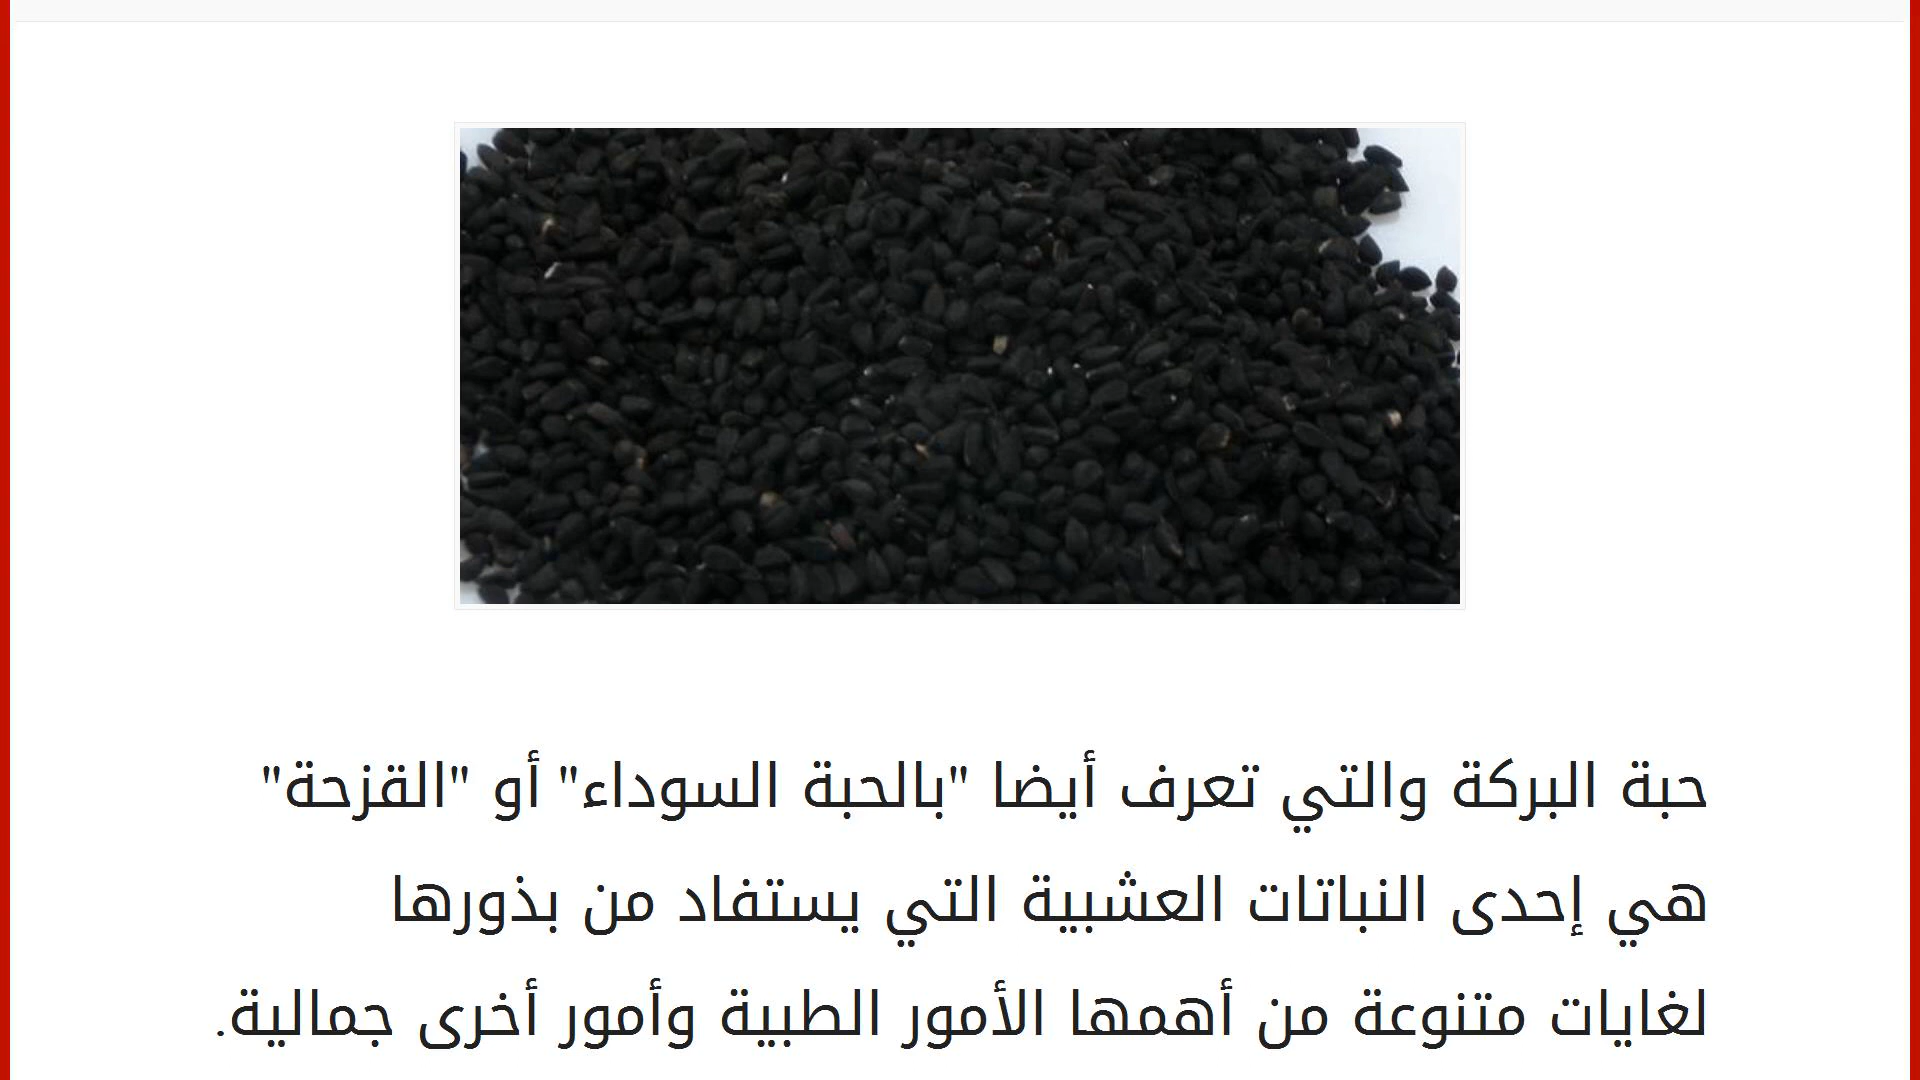 حبة البركة والتي تعرف أيضا "بالحبة السوداء" أو "القزحة"
هي إحدى النباتات العشبية التي يستفاد من بذورها
لغايات متنوعة من أهمها الأمور الطبية وأمور أخرى جمالية.